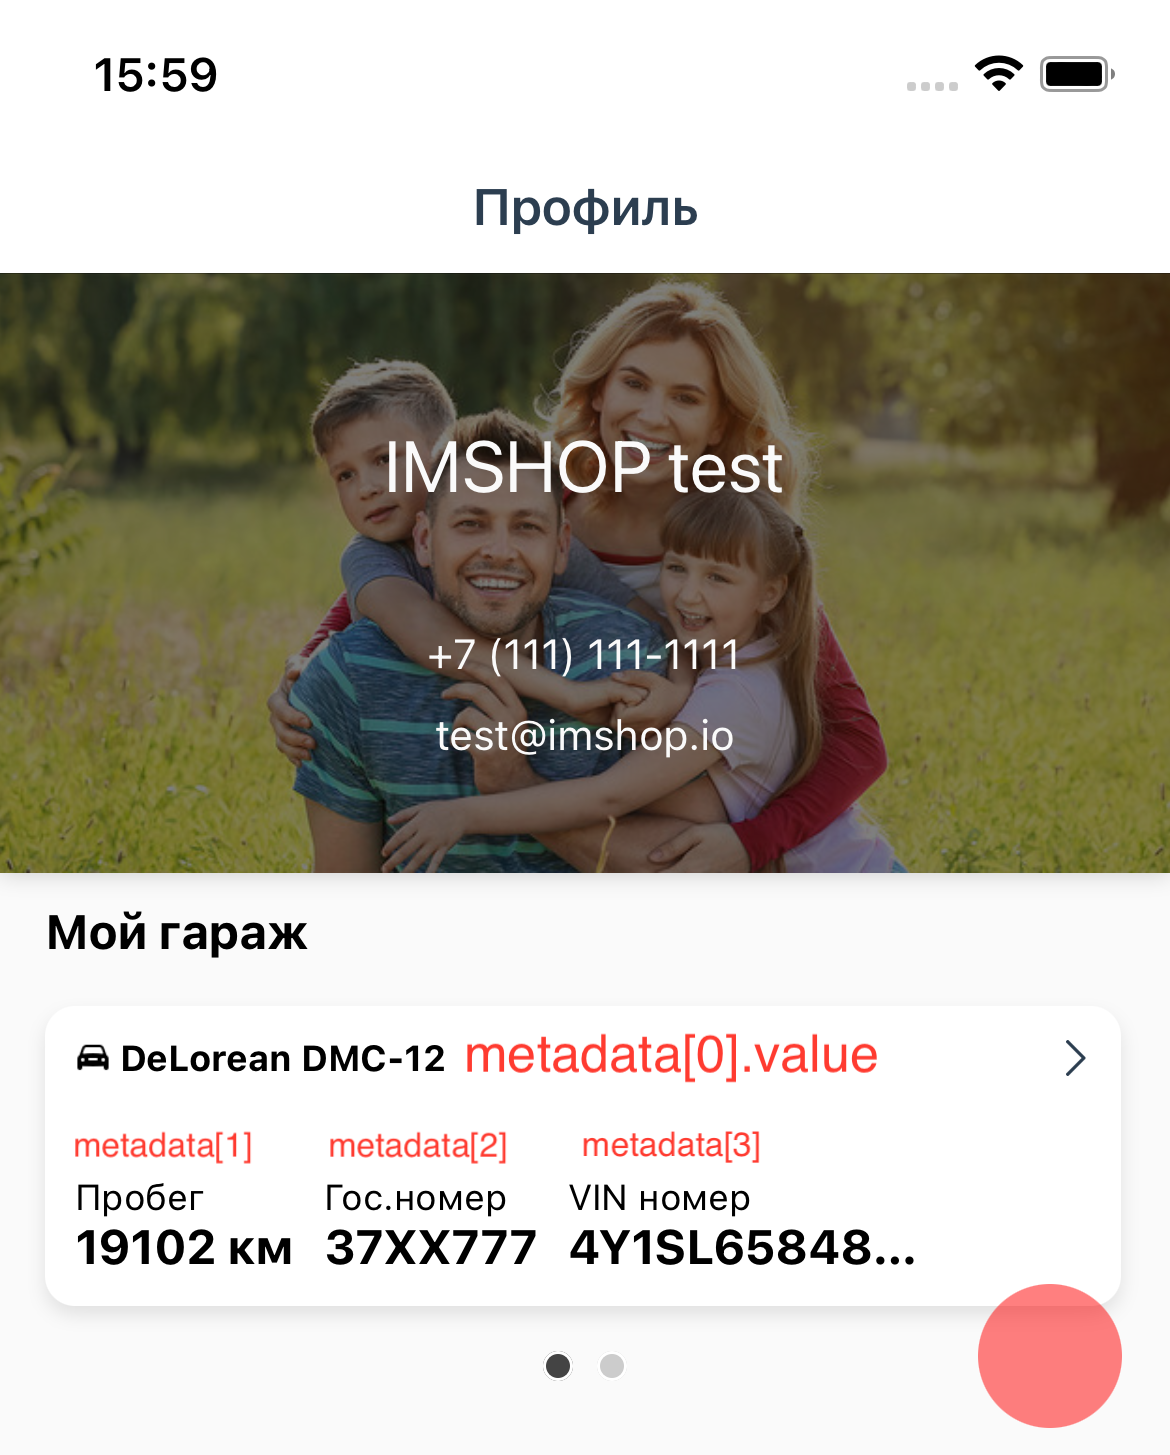 15:59
Профиль
IMSHOP test
+7 (111) 111-1111
test@imshop.io
Мой гараж
DeLorean DMC-12 metadata[0].value
metadata[1] metadata[2] metadata[3]
Пробег Гос.номер VIN номер
19102 км 37XX777 4Y1SL65848...